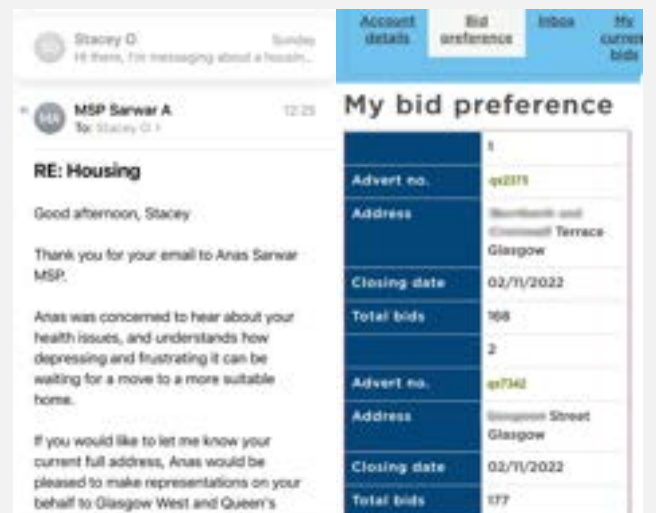 Stacey O
Sunday
Hi there, I'm messaging about a housin...
MA
MSP Sarwar A
12:25
To: Stacey O >
RE: Housing
Good afternoon, Stacey
Thank you for your email to Anas Sarwar
MSP.
Anas was concerned to hear about your
health issues, and understands how
depressing and frustrating it can be
waiting for a move to a more suitable
home.
If you would like to let me know your
current full address, Anas would be
pleased to make representations on your
behalf to Glasgow West and Queen's
Account
details
Bid
preference
Inbox
My
curren
bids
My bid preference
1
Advert no.
qx2375
Address
Terrace
Glasgow
Closing date
02/11/2022
Total bids
168
2
Advert no.
qx7342
Address
Street
Glasgow
Closing date
02/11/2022
Total bids
177